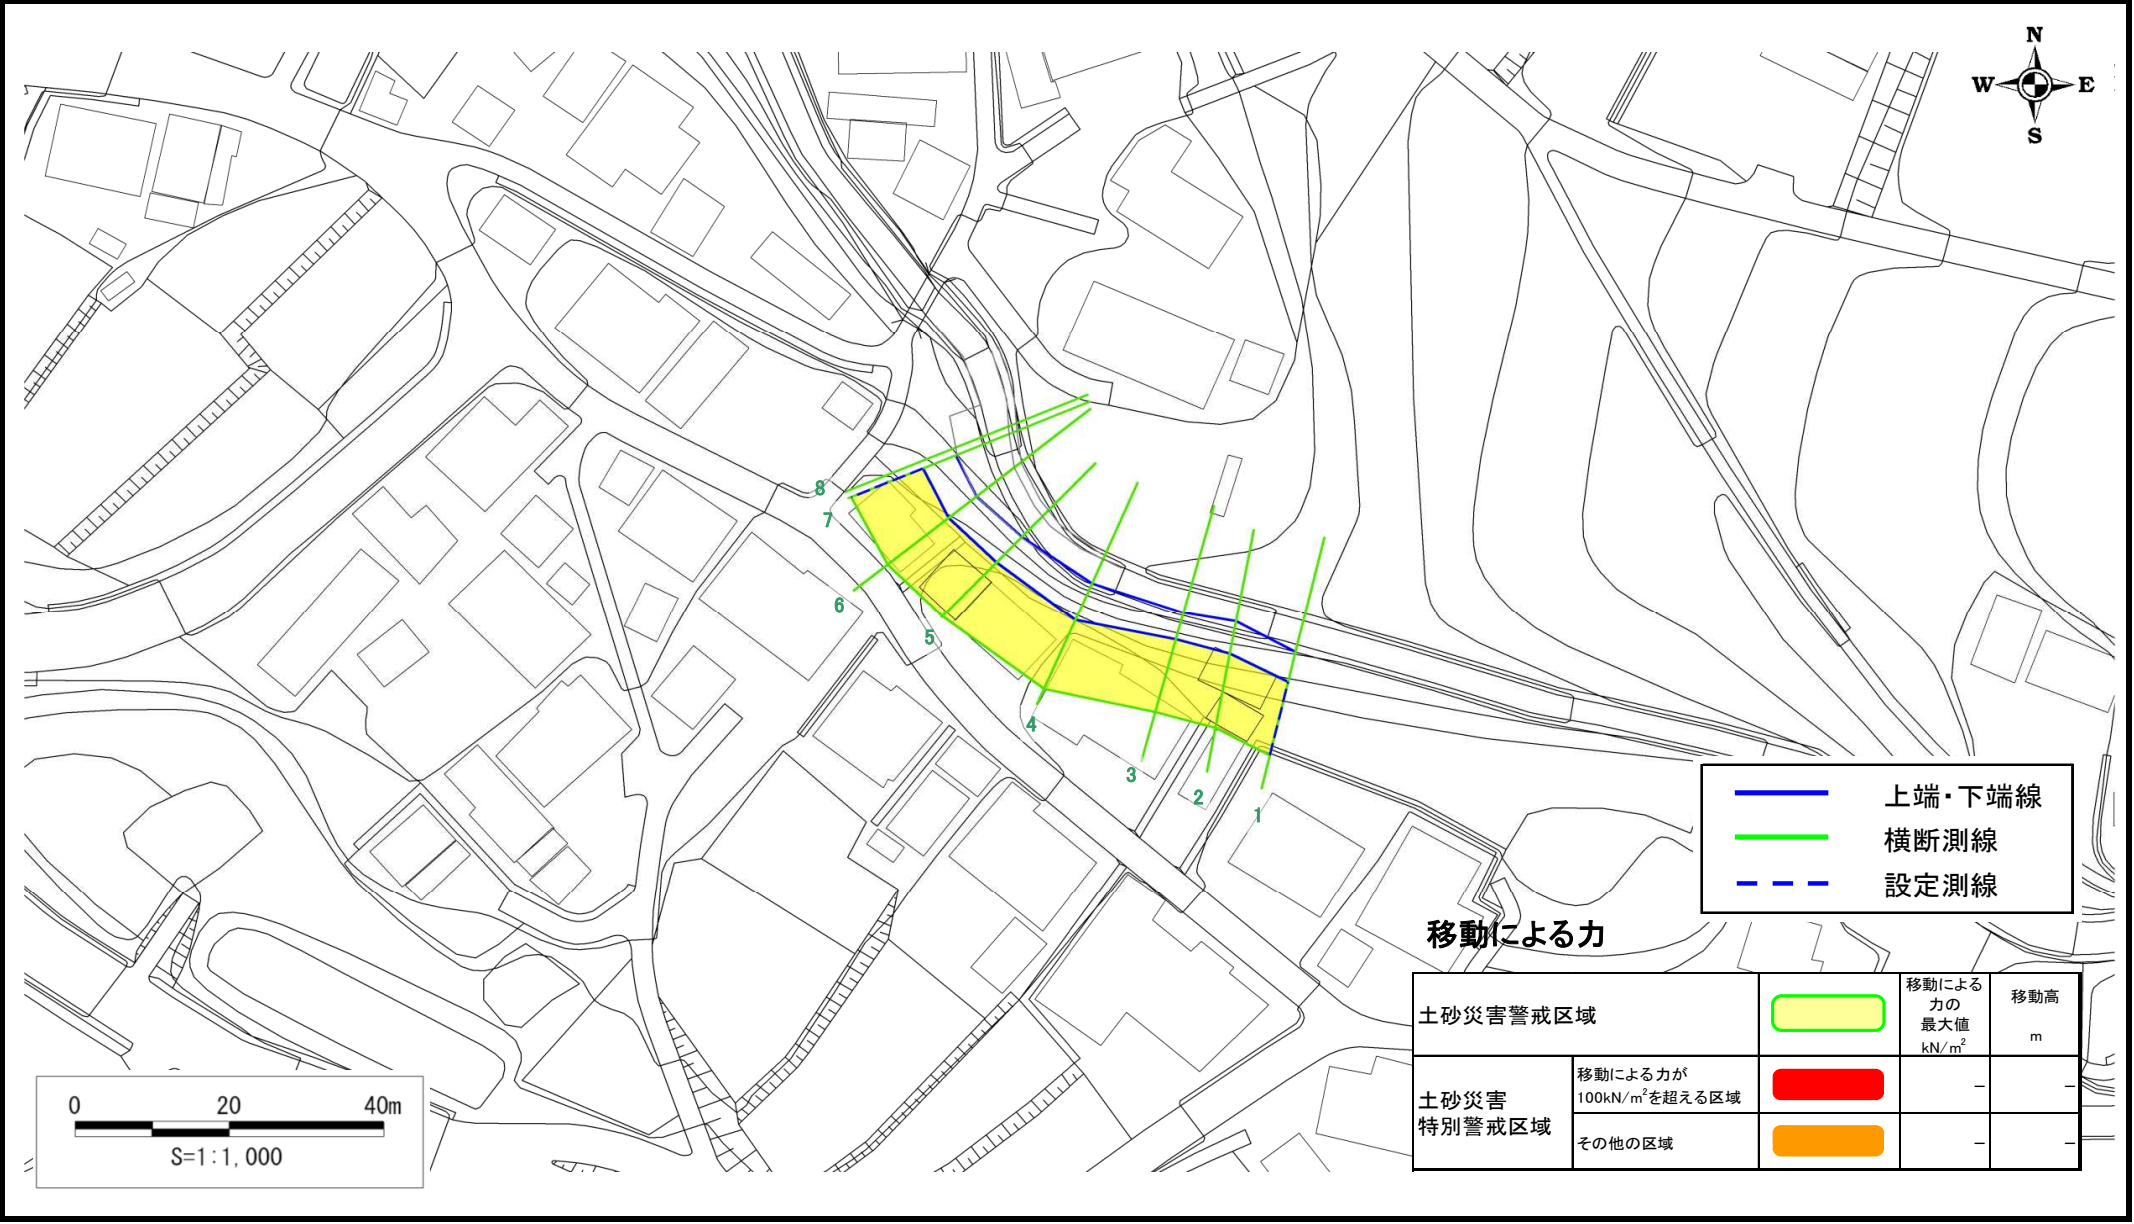 N
W E
S
8
7
6
5
4
3
2
1
上端・下端線
横断測線
設定測線
移動による力
土砂災害警戒区域
移動による
力の
最大値
kN/m²
移動高
m
土砂災害
特別警戒区域
移動による力が
100kN/m²を超える区域
－ －
その他の区域
－ －
0 20 40m
S=1:1,000